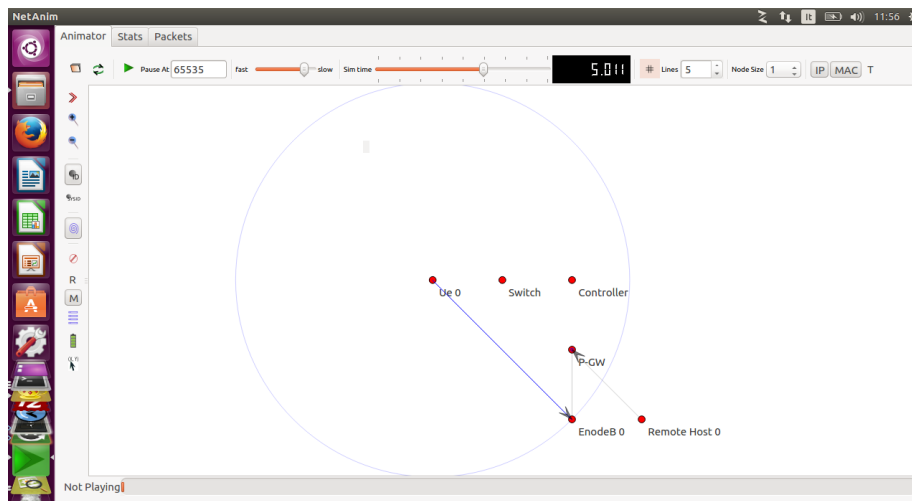 NetAnim
It
11:56
Animator Stats Packets
Pause At 65535 fast slow Sim time 5.011 Lines 5 Node Size 1 IP MAC T
R
M
Ue 0 Switch Controller
P-GW
EnodeB 0 Remote Host 0
Not Playing